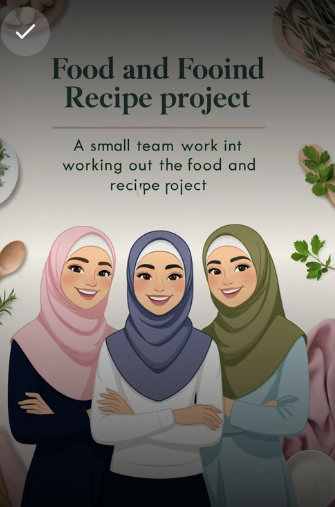 Food and Fooind
Recipe project
A small team work int
working out the food and
recipe roject